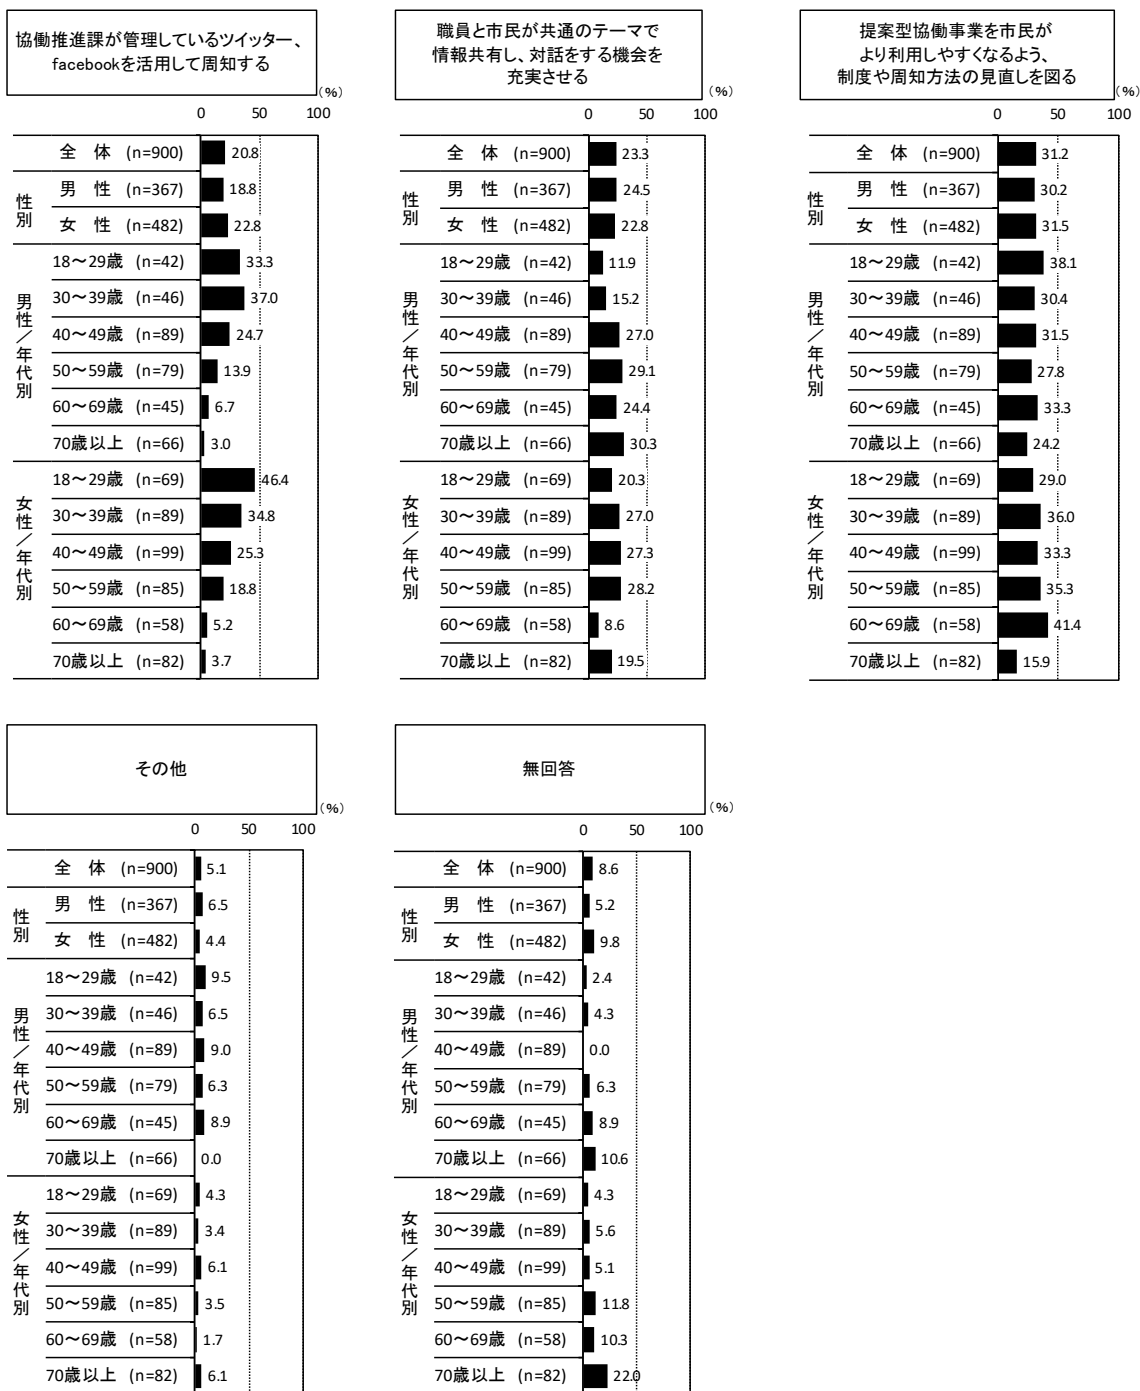 協働推進課が管理しているツイッター、
facebookを活用して周知する
(%)
0 50 100
全 体 (n=900) 20.8
性別
男 性 (n=367) 18.8
女 性 (n=482) 22.8
男性／年代別
18～29歳 (n=42) 33.3
30～39歳 (n=46) 37.0
40～49歳 (n=89) 24.7
50～59歳 (n=79) 13.9
60～69歳 (n=45) 6.7
70歳以上 (n=66) 3.0
女性／年代別
18～29歳 (n=69) 46.4
30～39歳 (n=89) 34.8
40～49歳 (n=99) 25.3
50～59歳 (n=85) 18.8
60～69歳 (n=58) 5.2
70歳以上 (n=82) 3.7
職員と市民が共通のテーマで
情報共有し、対話をする機会を
充実させる
(%)
0 50 100
全 体 (n=900) 23.3
性別
男 性 (n=367) 24.5
女 性 (n=482) 22.8
男性／年代別
18～29歳 (n=42) 11.9
30～39歳 (n=46) 15.2
40～49歳 (n=89) 27.0
50～59歳 (n=79) 29.1
60～69歳 (n=45) 24.4
70歳以上 (n=66) 30.3
女性／年代別
18～29歳 (n=69) 20.3
30～39歳 (n=89) 27.0
40～49歳 (n=99) 27.3
50～59歳 (n=85) 28.2
60～69歳 (n=58) 8.6
70歳以上 (n=82) 19.5
提案型協働事業を市民が
より利用しやすくなるよう、
制度や周知方法の見直しを図る
(%)
0 50 100
全 体 (n=900) 31.2
性別
男 性 (n=367) 30.2
女 性 (n=482) 31.5
男性／年代別
18～29歳 (n=42) 38.1
30～39歳 (n=46) 30.4
40～49歳 (n=89) 31.5
50～59歳 (n=79) 27.8
60～69歳 (n=45) 33.3
70歳以上 (n=66) 24.2
女性／年代別
18～29歳 (n=69) 29.0
30～39歳 (n=89) 36.0
40～49歳 (n=99) 33.3
50～59歳 (n=85) 35.3
60～69歳 (n=58) 41.4
70歳以上 (n=82) 15.9
その他
(%)
0 50 100
全 体 (n=900) 5.1
性別
男 性 (n=367) 6.5
女 性 (n=482) 4.4
男性／年代別
18～29歳 (n=42) 9.5
30～39歳 (n=46) 6.5
40～49歳 (n=89) 9.0
50～59歳 (n=79) 6.3
60～69歳 (n=45) 8.9
70歳以上 (n=66) 0.0
女性／年代別
18～29歳 (n=69) 4.3
30～39歳 (n=89) 3.4
40～49歳 (n=99) 6.1
50～59歳 (n=85) 3.5
60～69歳 (n=58) 1.7
70歳以上 (n=82) 6.1
無回答
(%)
0 50 100
全 体 (n=900) 8.6
性別
男 性 (n=367) 5.2
女 性 (n=482) 9.8
男性／年代別
18～29歳 (n=42) 2.4
30～39歳 (n=46) 4.3
40～49歳 (n=89) 0.0
50～59歳 (n=79) 6.3
60～69歳 (n=45) 8.9
70歳以上 (n=66) 10.6
女性／年代別
18～29歳 (n=69) 4.3
30～39歳 (n=89) 5.6
40～49歳 (n=99) 5.1
50～59歳 (n=85) 11.8
60～69歳 (n=58) 10.3
70歳以上 (n=82) 22.0